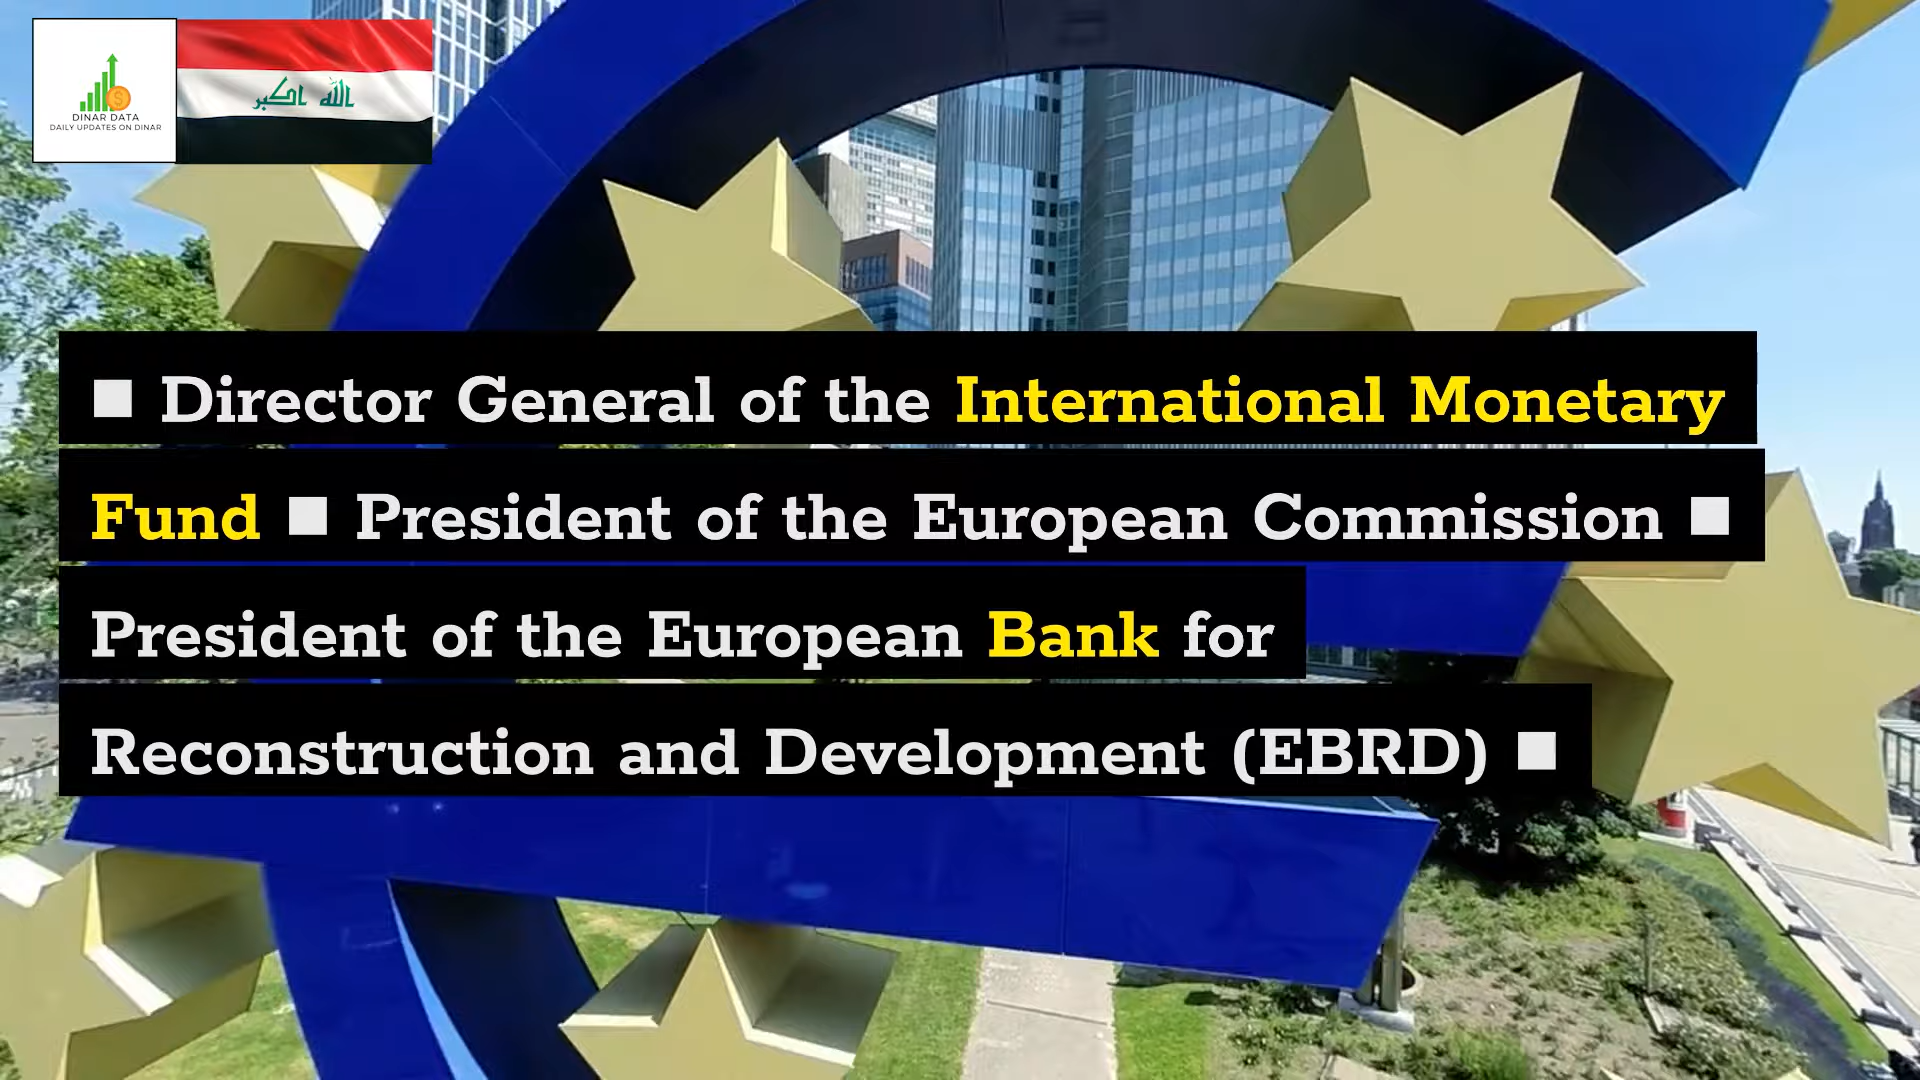 DINAR DATA
DAILY UPDATES ON DINAR
الله اكبر
■ Director General of the International Monetary
Fund ■ President of the European Commission ■
President of the European Bank for
Reconstruction and Development (EBRD) ■